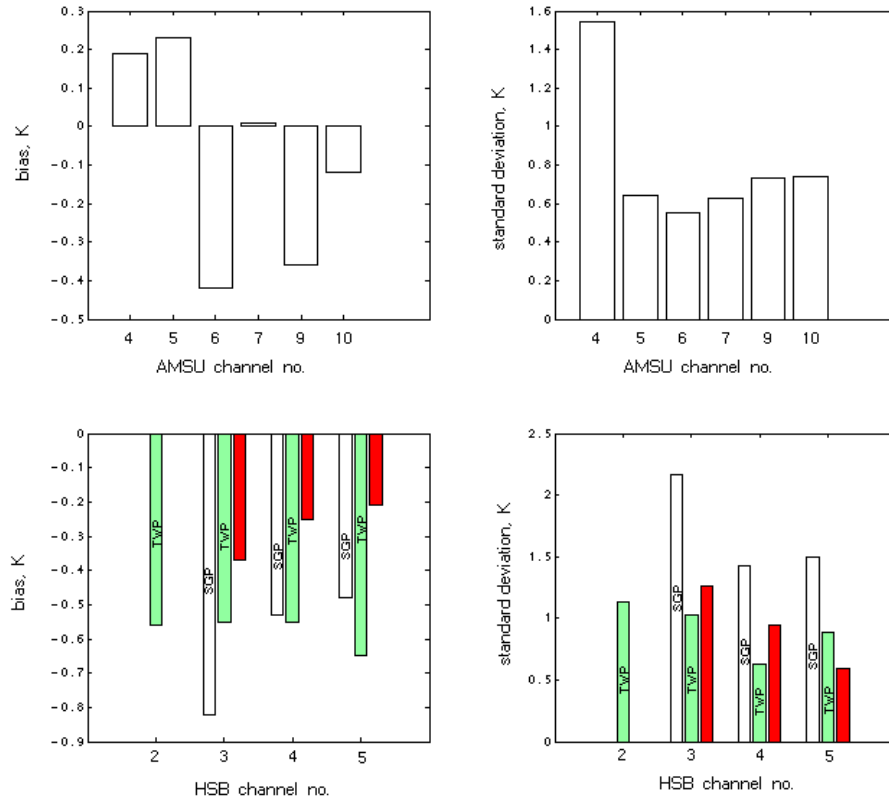 0.3
0.2
0.1
0
-0.1
-0.2
-0.3
-0.4
-0.5
bias, K
4 5 6 7 9 10
AMSU channel no.
1.6
1.4
1.2
1
0.8
0.6
0.4
0.2
0
standard deviation, K
4 5 6 7 9 10
AMSU channel no.
0
-0.1
-0.2
-0.3
-0.4
-0.5
-0.6
-0.7
-0.8
-0.9
bias, K
TWP
SGP
TWP
SGP
TWP
SGP
TWP
2 3 4 5
HSB channel no.
2.5
2
1.5
1
0.5
0
standard deviation, K
TWP
SGP
TWP
SGP
TWP
SGP
TWP
2 3 4 5
HSB channel no.